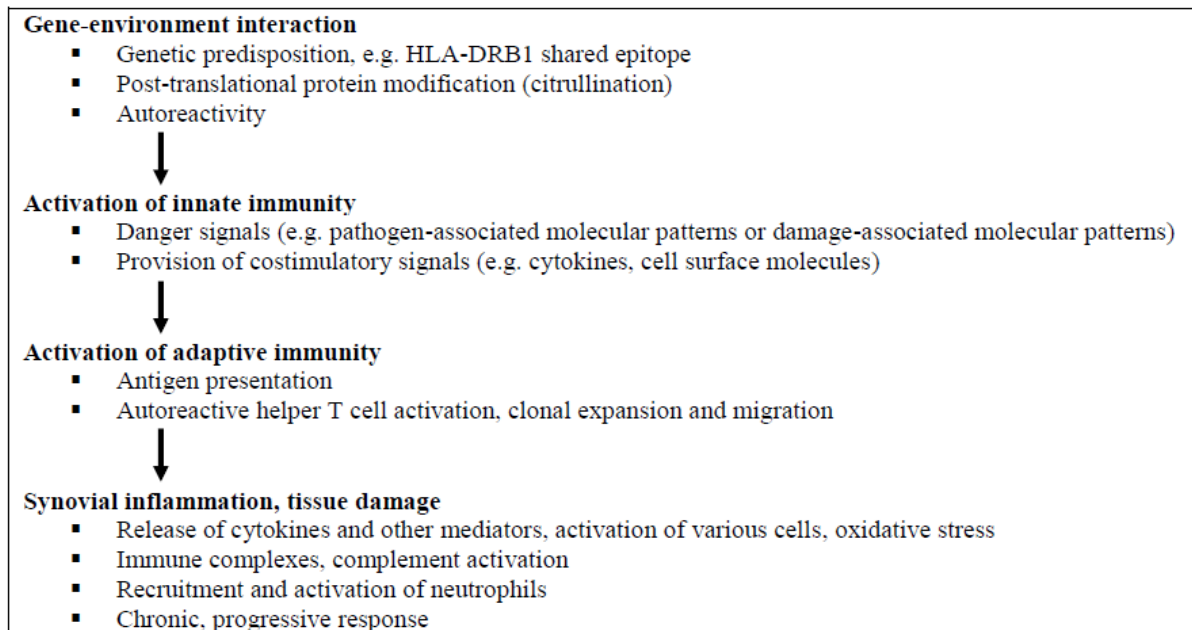 Gene-environment interaction
▪ Genetic predisposition, e.g. HLA-DRB1 shared epitope
▪ Post-translational protein modification (citrullination)
▪ Autoreactivity
Activation of innate immunity
▪ Danger signals (e.g. pathogen-associated molecular patterns or damage-associated molecular patterns)
▪ Provision of costimulatory signals (e.g. cytokines, cell surface molecules)
Activation of adaptive immunity
▪ Antigen presentation
▪ Autoreactive helper T cell activation, clonal expansion and migration
Synovial inflammation, tissue damage
▪ Release of cytokines and other mediators, activation of various cells, oxidative stress
▪ Immune complexes, complement activation
▪ Recruitment and activation of neutrophils
▪ Chronic, progressive response